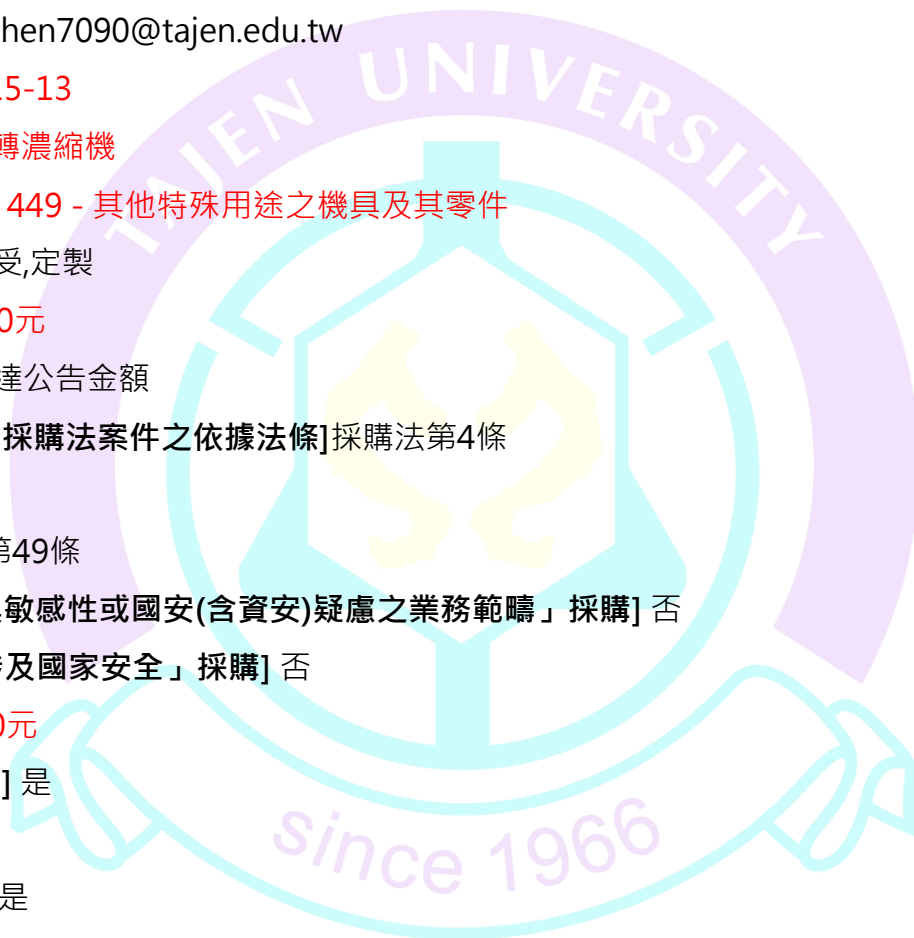 hen7090@tajen.edu.tw
15-13
轉濃縮機
449 - 其他特殊用途之機具及其零件
受,定製
0元
達公告金額
採購法案件之依據法條]採購法第4條
第49條
敏感性或國安(含資安)疑慮之業務範疇」採購] 否
涉及國家安全」採購] 否
0元
] 是
是
TAJEN UNIVERSITY
since 1966